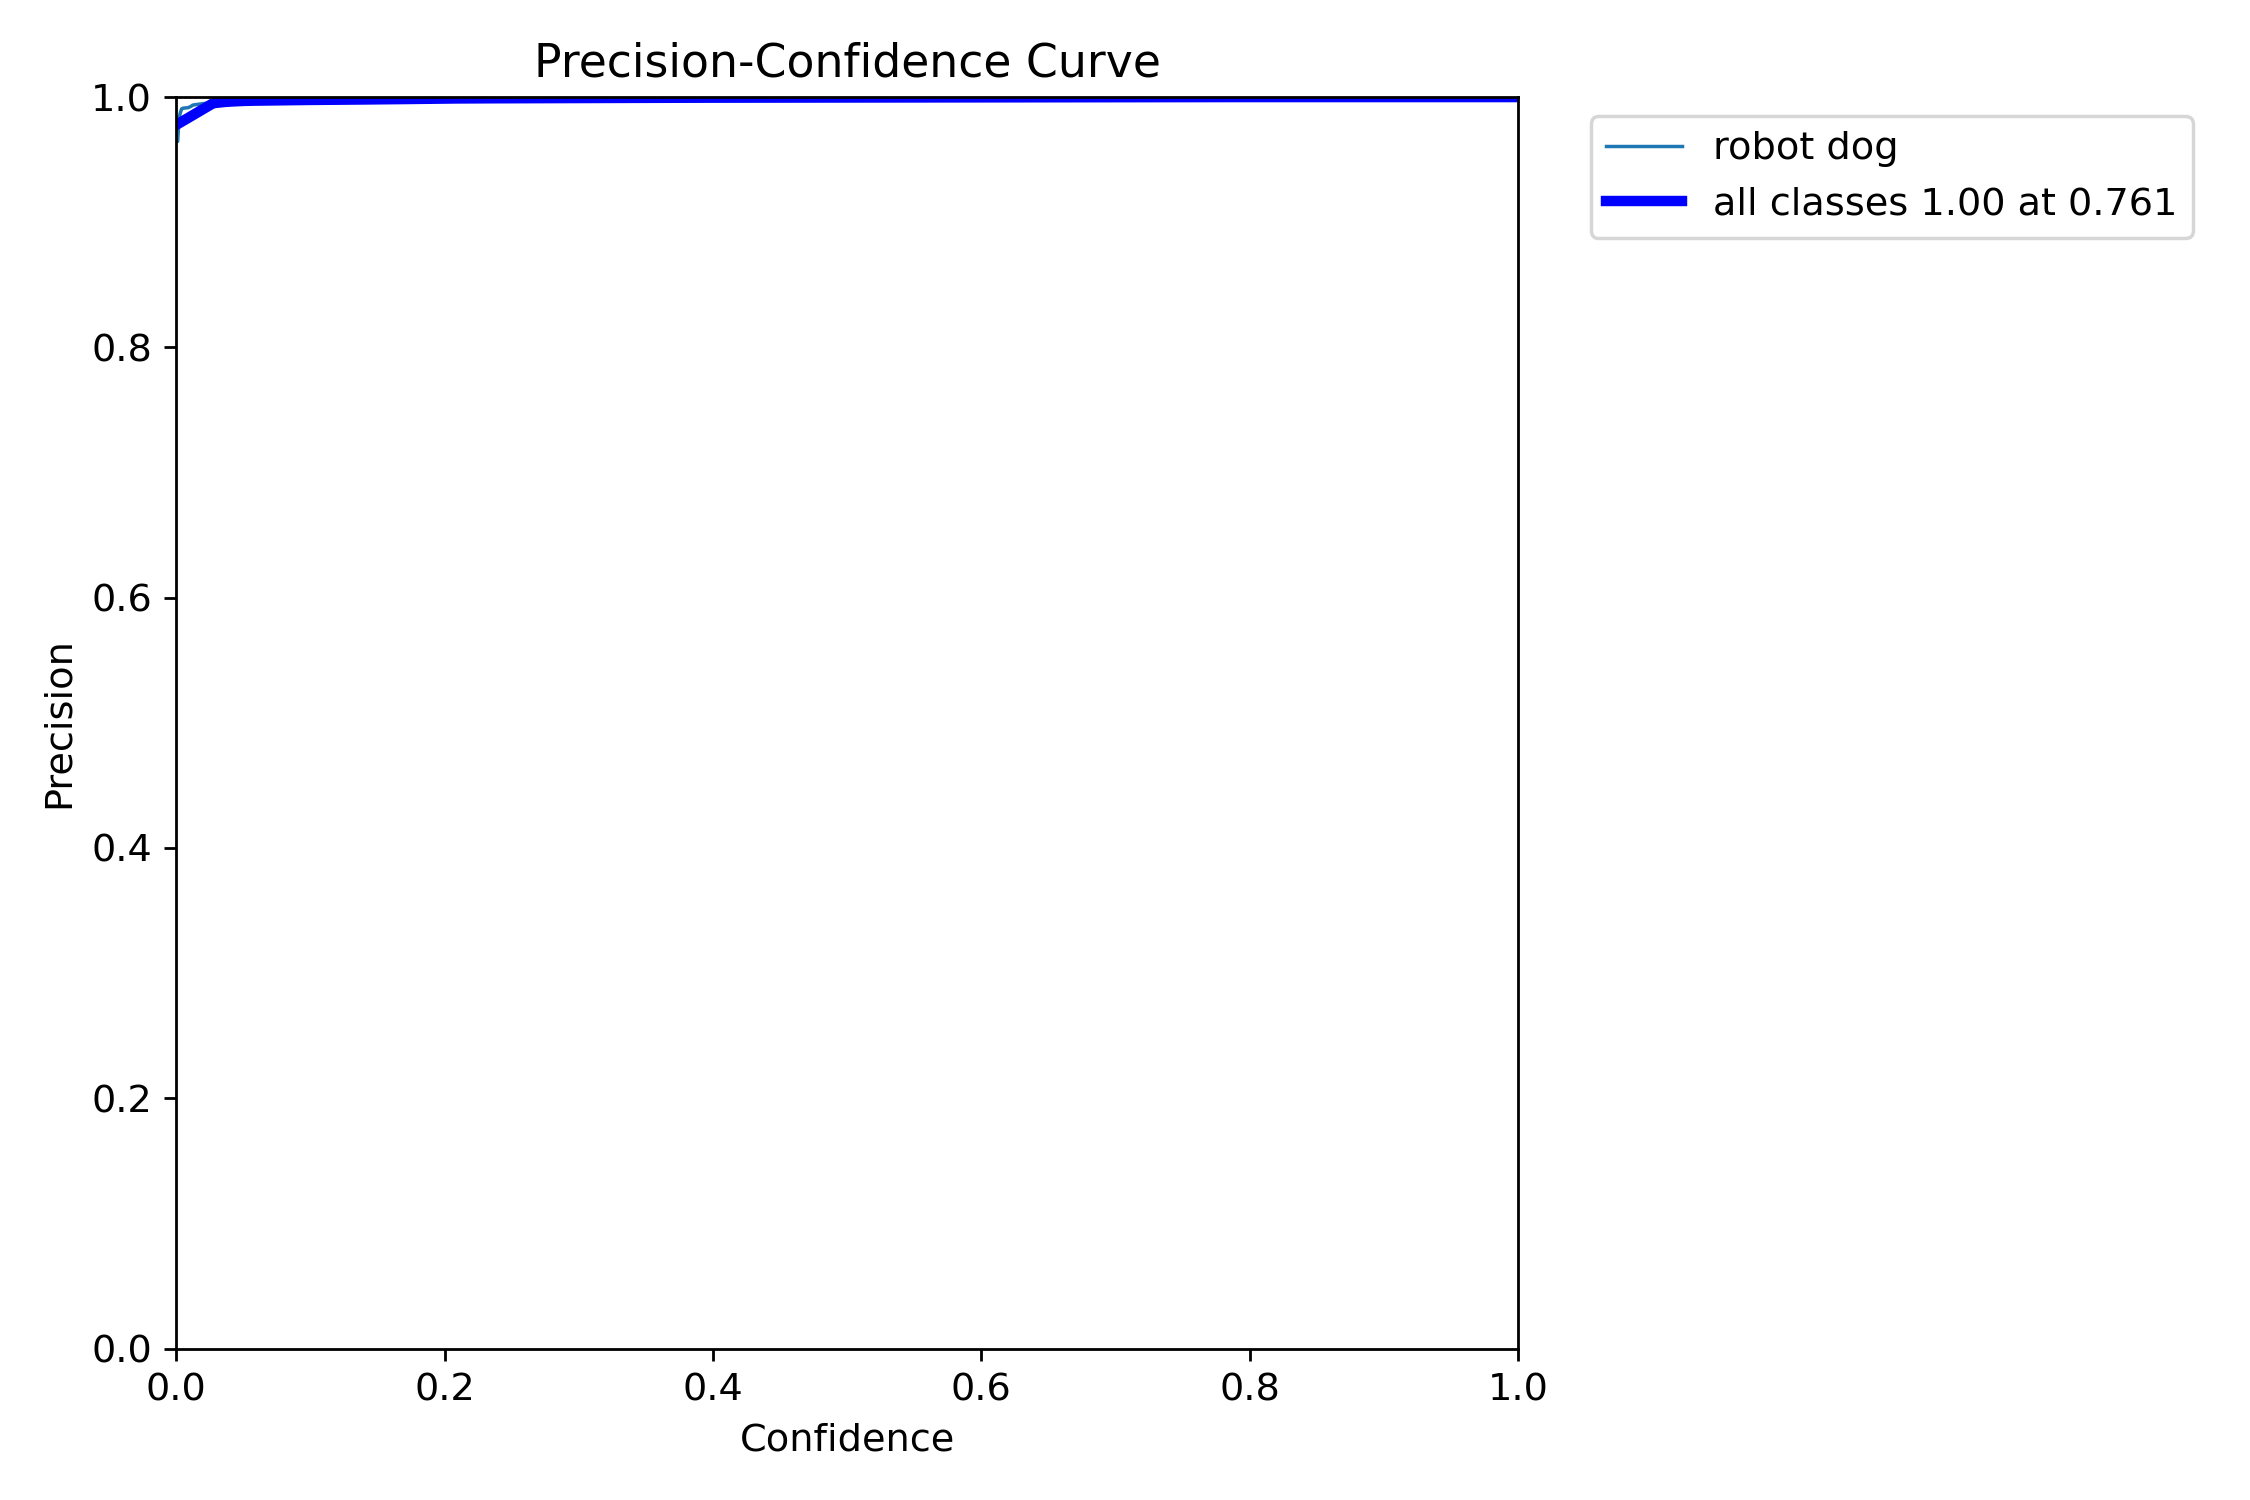 Precision-Confidence Curve
1.0
0.8
0.6
0.4
0.2
0.0
Precision
0.0 0.2 0.4 0.6 0.8 1.0
Confidence
robot dog
all classes 1.00 at 0.761